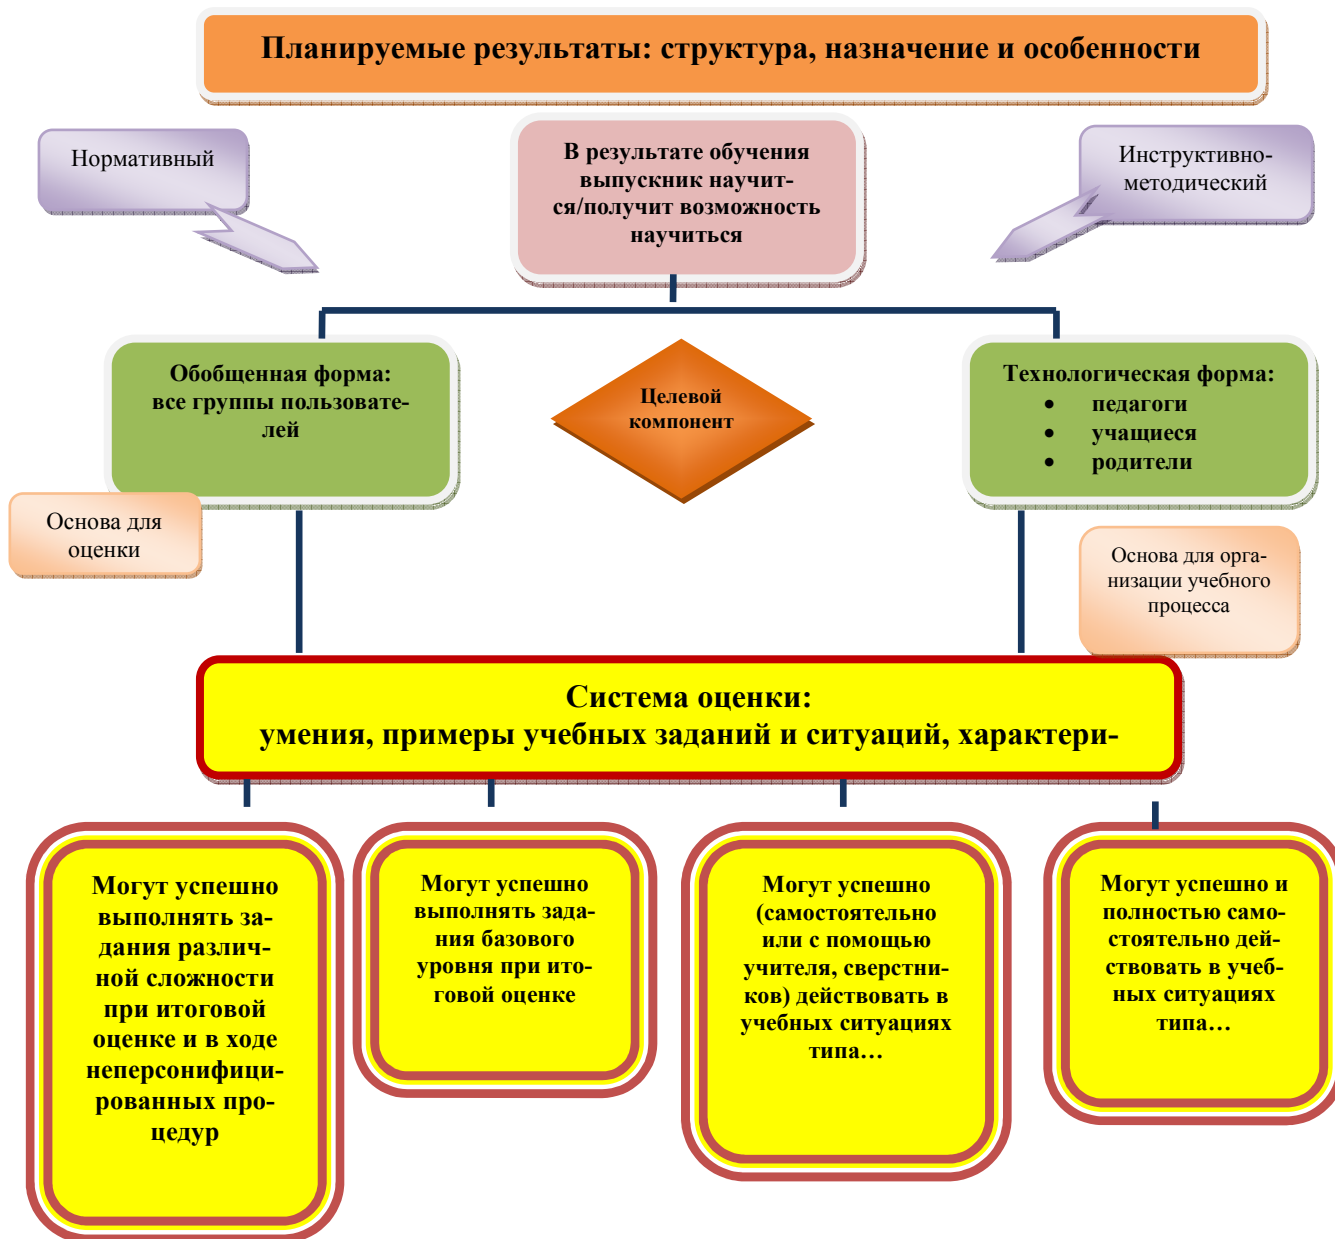 Планируемые результаты: структура, назначение и особенности
Нормативный
В результате обучения
выпускник научит-
ся/получит возможность
научиться
Инструктивно-
методический
Обобщенная форма:
все группы пользовате-
лей
Целевой
компонент
Технологическая форма:
• педагоги
• учащиеся
• родители
Основа для
оценки
Основа для орга-
низации учебного
процесса
Система оценки:
умения, примеры учебных заданий и ситуаций, характери-
Могут успешно
выполнять за-
дания различ-
ной сложности
при итоговой
оценке и в ходе
неперсонифици-
рованных про-
цедур
Могут успешно
выполнять зада-
ния базового
уровня при ито-
говой оценке
Могут успешно
(самостоятельно
или с помощью
учителя, сверстни-
ков) действовать в
учебных ситуациях
типа…
Могут успешно и
полностью само-
стоятельно дей-
ствовать в учеб-
ных ситуациях
типа…